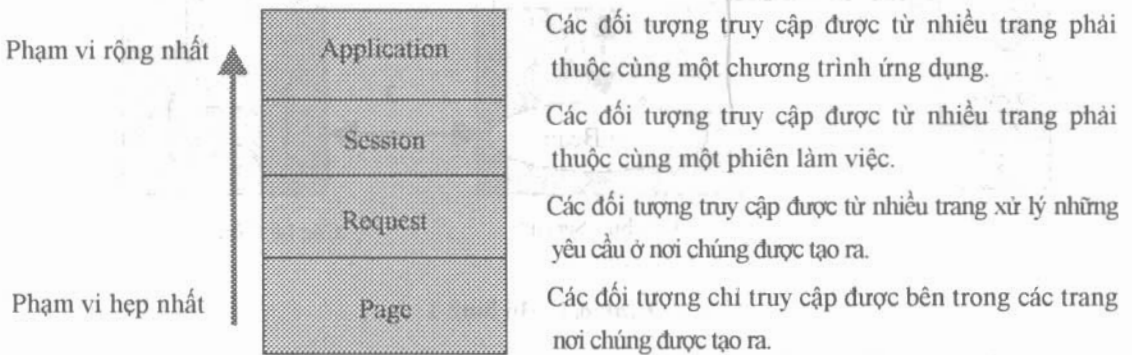 Phạm vi rộng nhất
Application
Các đối tượng truy cập được từ nhiều trang phải
thuộc cùng một chương trình ứng dụng.
Session
Các đối tượng truy cập được từ nhiều trang phải
thuộc cùng một phiên làm việc.
Request
Các đối tượng truy cập được từ nhiều trang xử lý những
yêu cầu ở nơi chúng được tạo ra.
Phạm vi hẹp nhất
Page
Các đối tượng chỉ truy cập được bên trong các trang
nơi chúng được tạo ra.